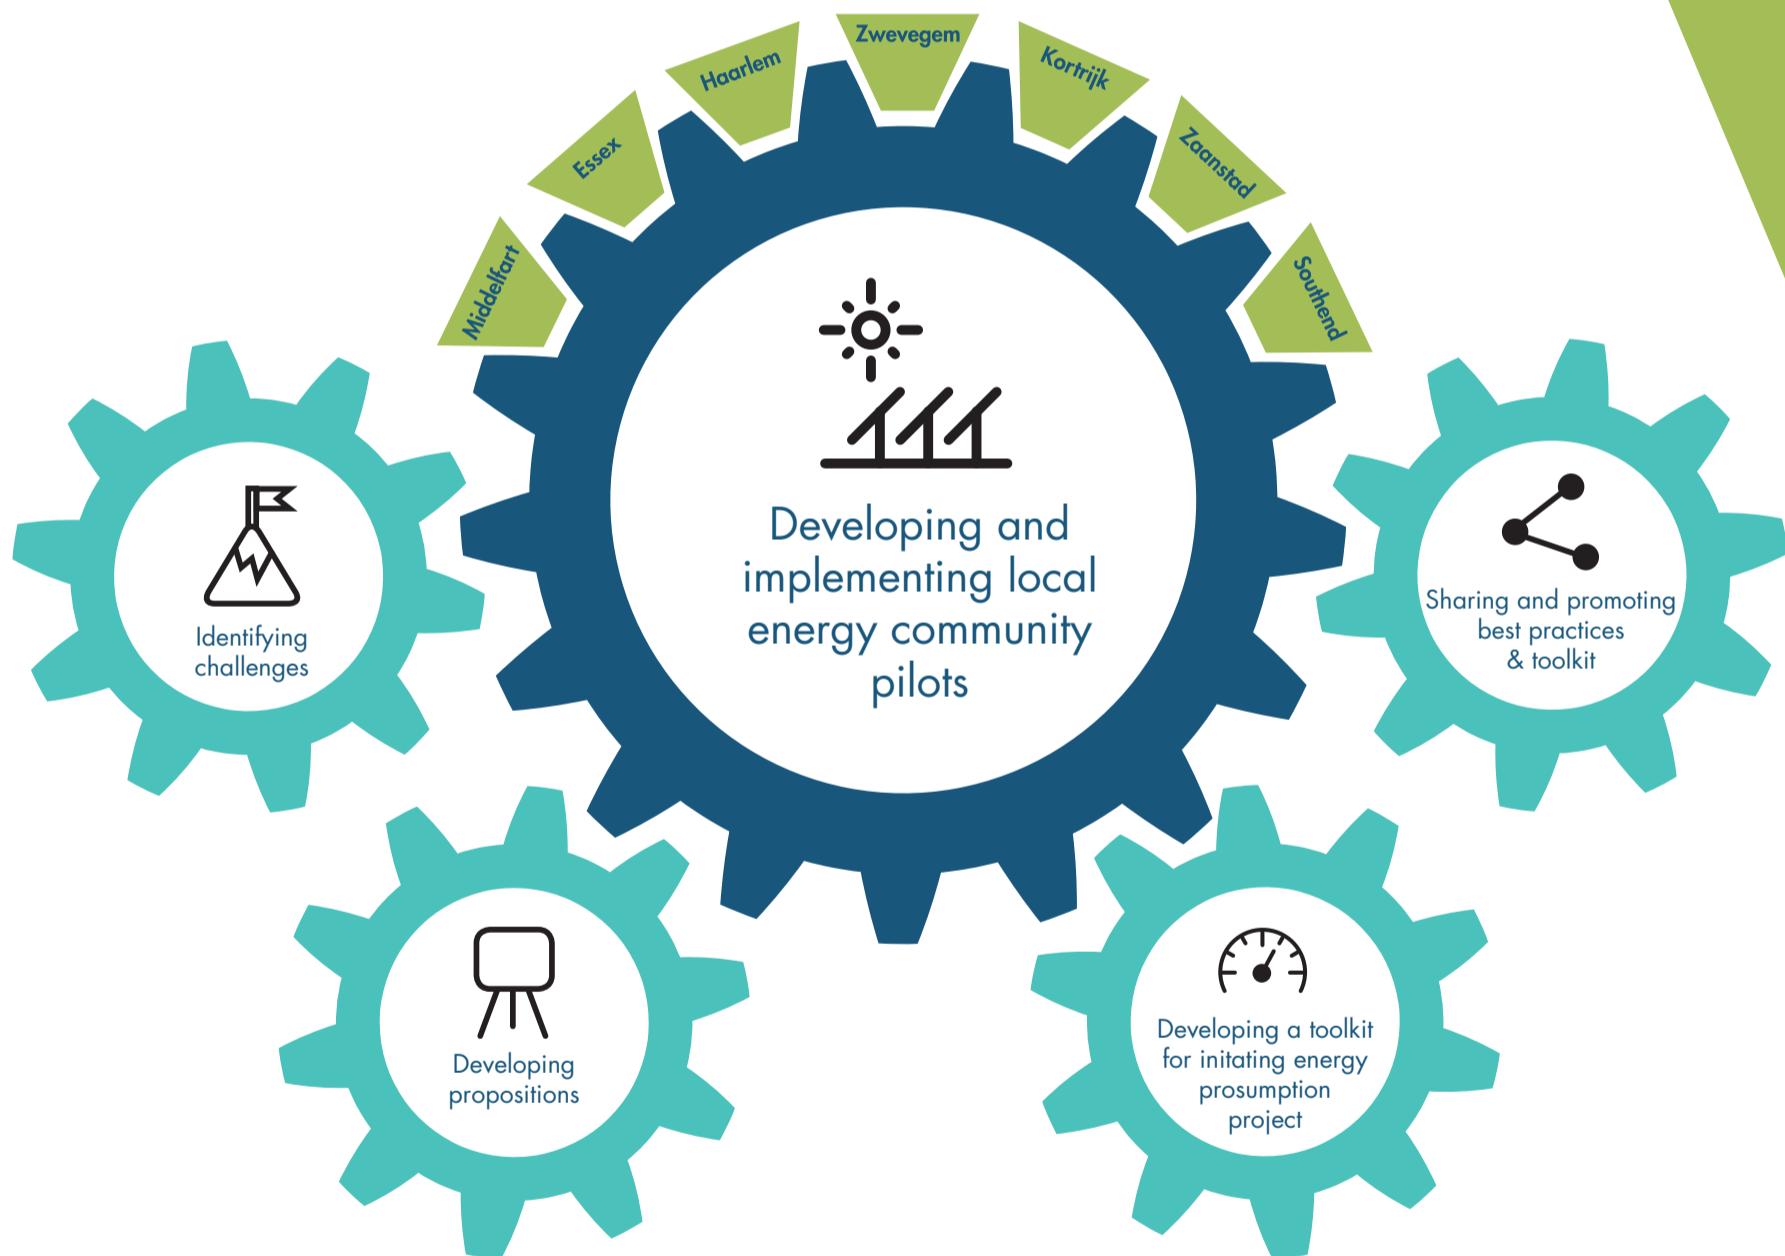 Middelfart
Essex
Haarlem
Zwevegem
Kortrijk
Zaanstad
Southend
Developing and
implementing local
energy community
pilots
Identifying
challenges
Developing
propositions
Developing a toolkit
for initating energy
prosumption
project
Sharing and promoting
best practices
& toolkit